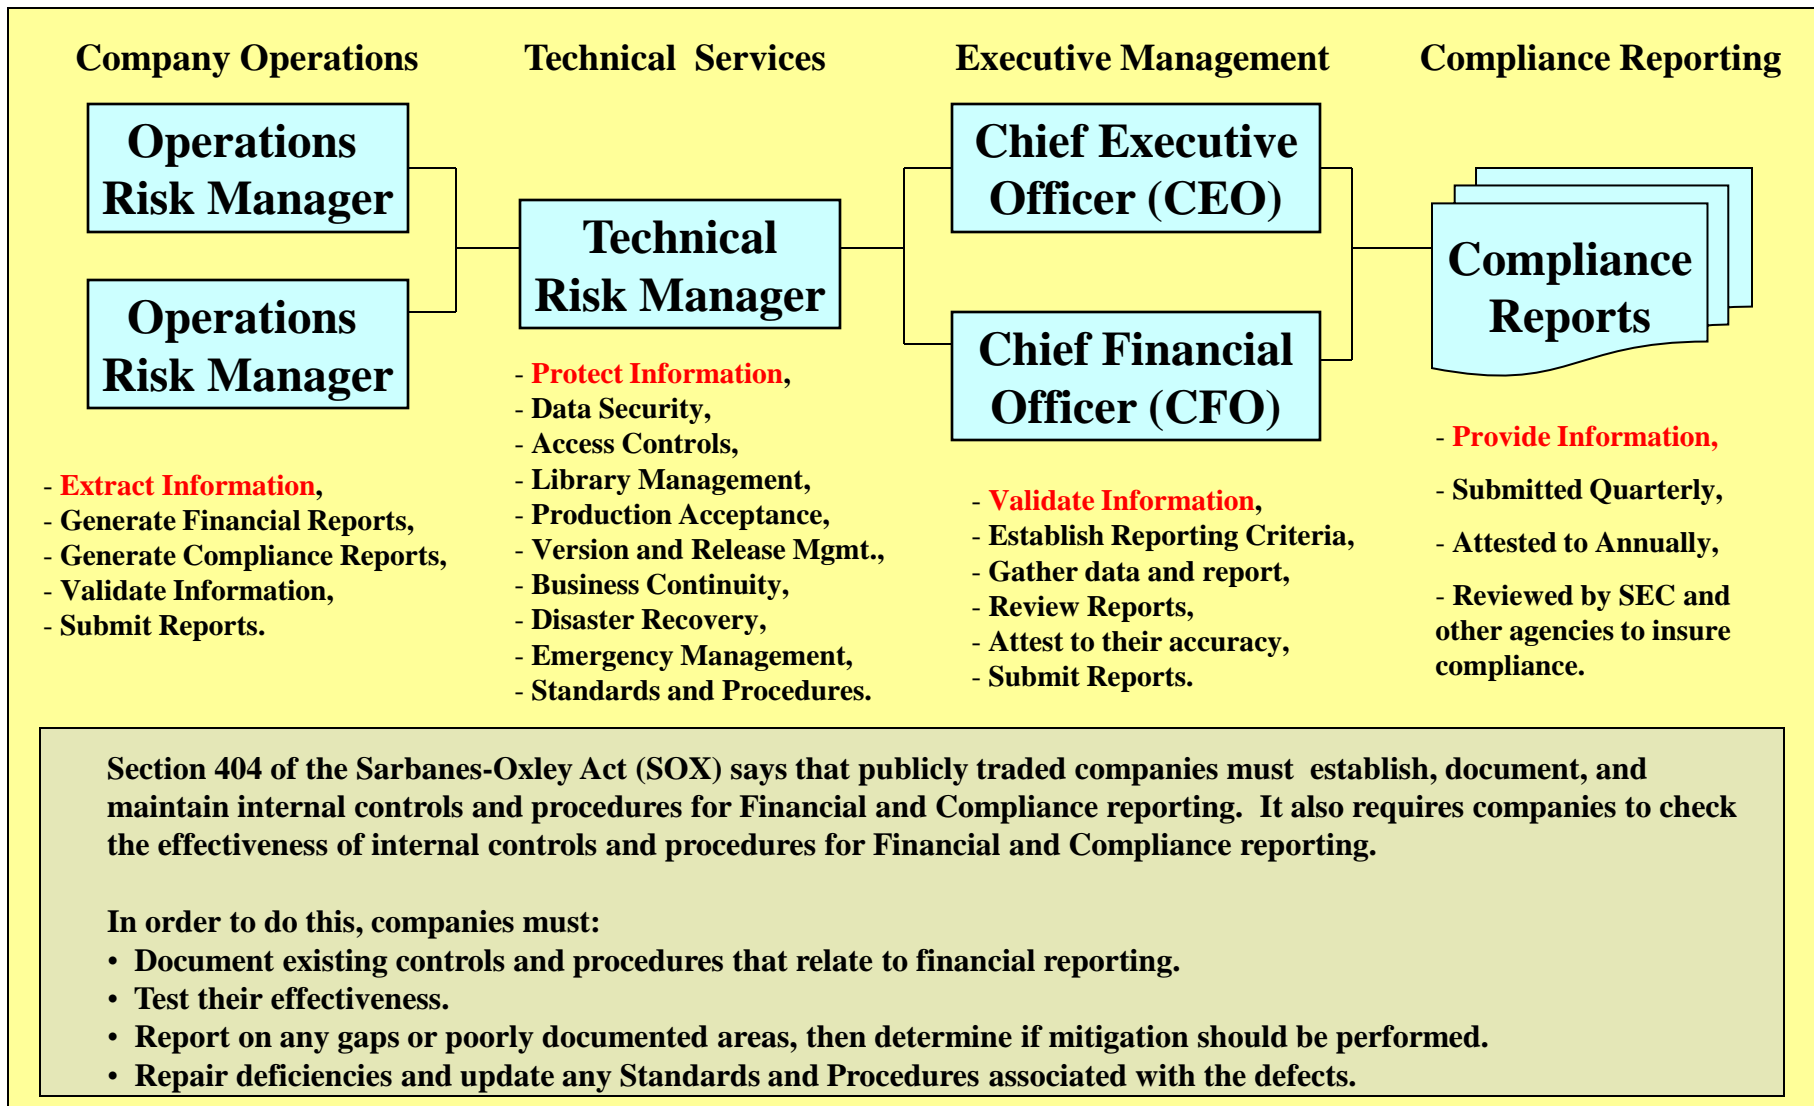 Company Operations
Technical Services
Executive Management
Compliance Reporting
Operations
Risk Manager
Operations
Risk Manager
- Extract Information,
- Generate Financial Reports,
- Generate Compliance Reports,
- Validate Information,
- Submit Reports.
Technical
Risk Manager
- Protect Information,
- Data Security,
- Access Controls,
- Library Management,
- Production Acceptance,
- Version and Release Mgmt.,
- Business Continuity,
- Disaster Recovery,
- Emergency Management,
- Standards and Procedures.
Chief Executive
Officer (CEO)
Chief Financial
Officer (CFO)
- Validate Information,
- Establish Reporting Criteria,
- Gather data and report,
- Review Reports,
- Attest to their accuracy,
- Submit Reports.
Compliance
Reports
- Provide Information,
- Submitted Quarterly,
- Attested to Annually,
- Reviewed by SEC and
other agencies to insure
compliance.
Section 404 of the Sarbanes-Oxley Act (SOX) says that publicly traded companies must establish, document, and
maintain internal controls and procedures for Financial and Compliance reporting. It also requires companies to check
the effectiveness of internal controls and procedures for Financial and Compliance reporting.
In order to do this, companies must:
• Document existing controls and procedures that relate to financial reporting.
• Test their effectiveness.
• Report on any gaps or poorly documented areas, then determine if mitigation should be performed.
• Repair deficiencies and update any Standards and Procedures associated with the defects.